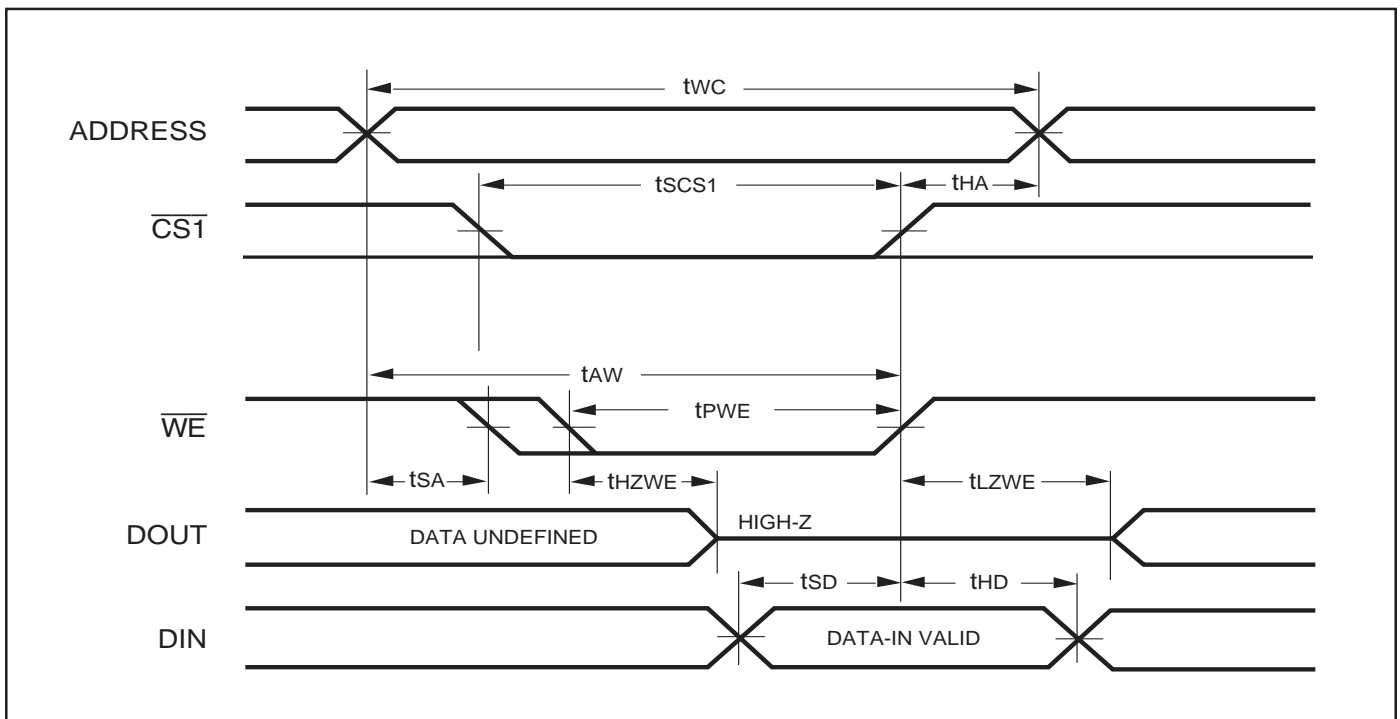 tWC
ADDRESS
tSCS1
tHA
CS1
tAW
tPWE
WE
tSA
tHZWE
tLZWE
HIGH-Z
DOUT
DATA UNDEFINED
tSD
tHD
DIN
DATA-IN VALID